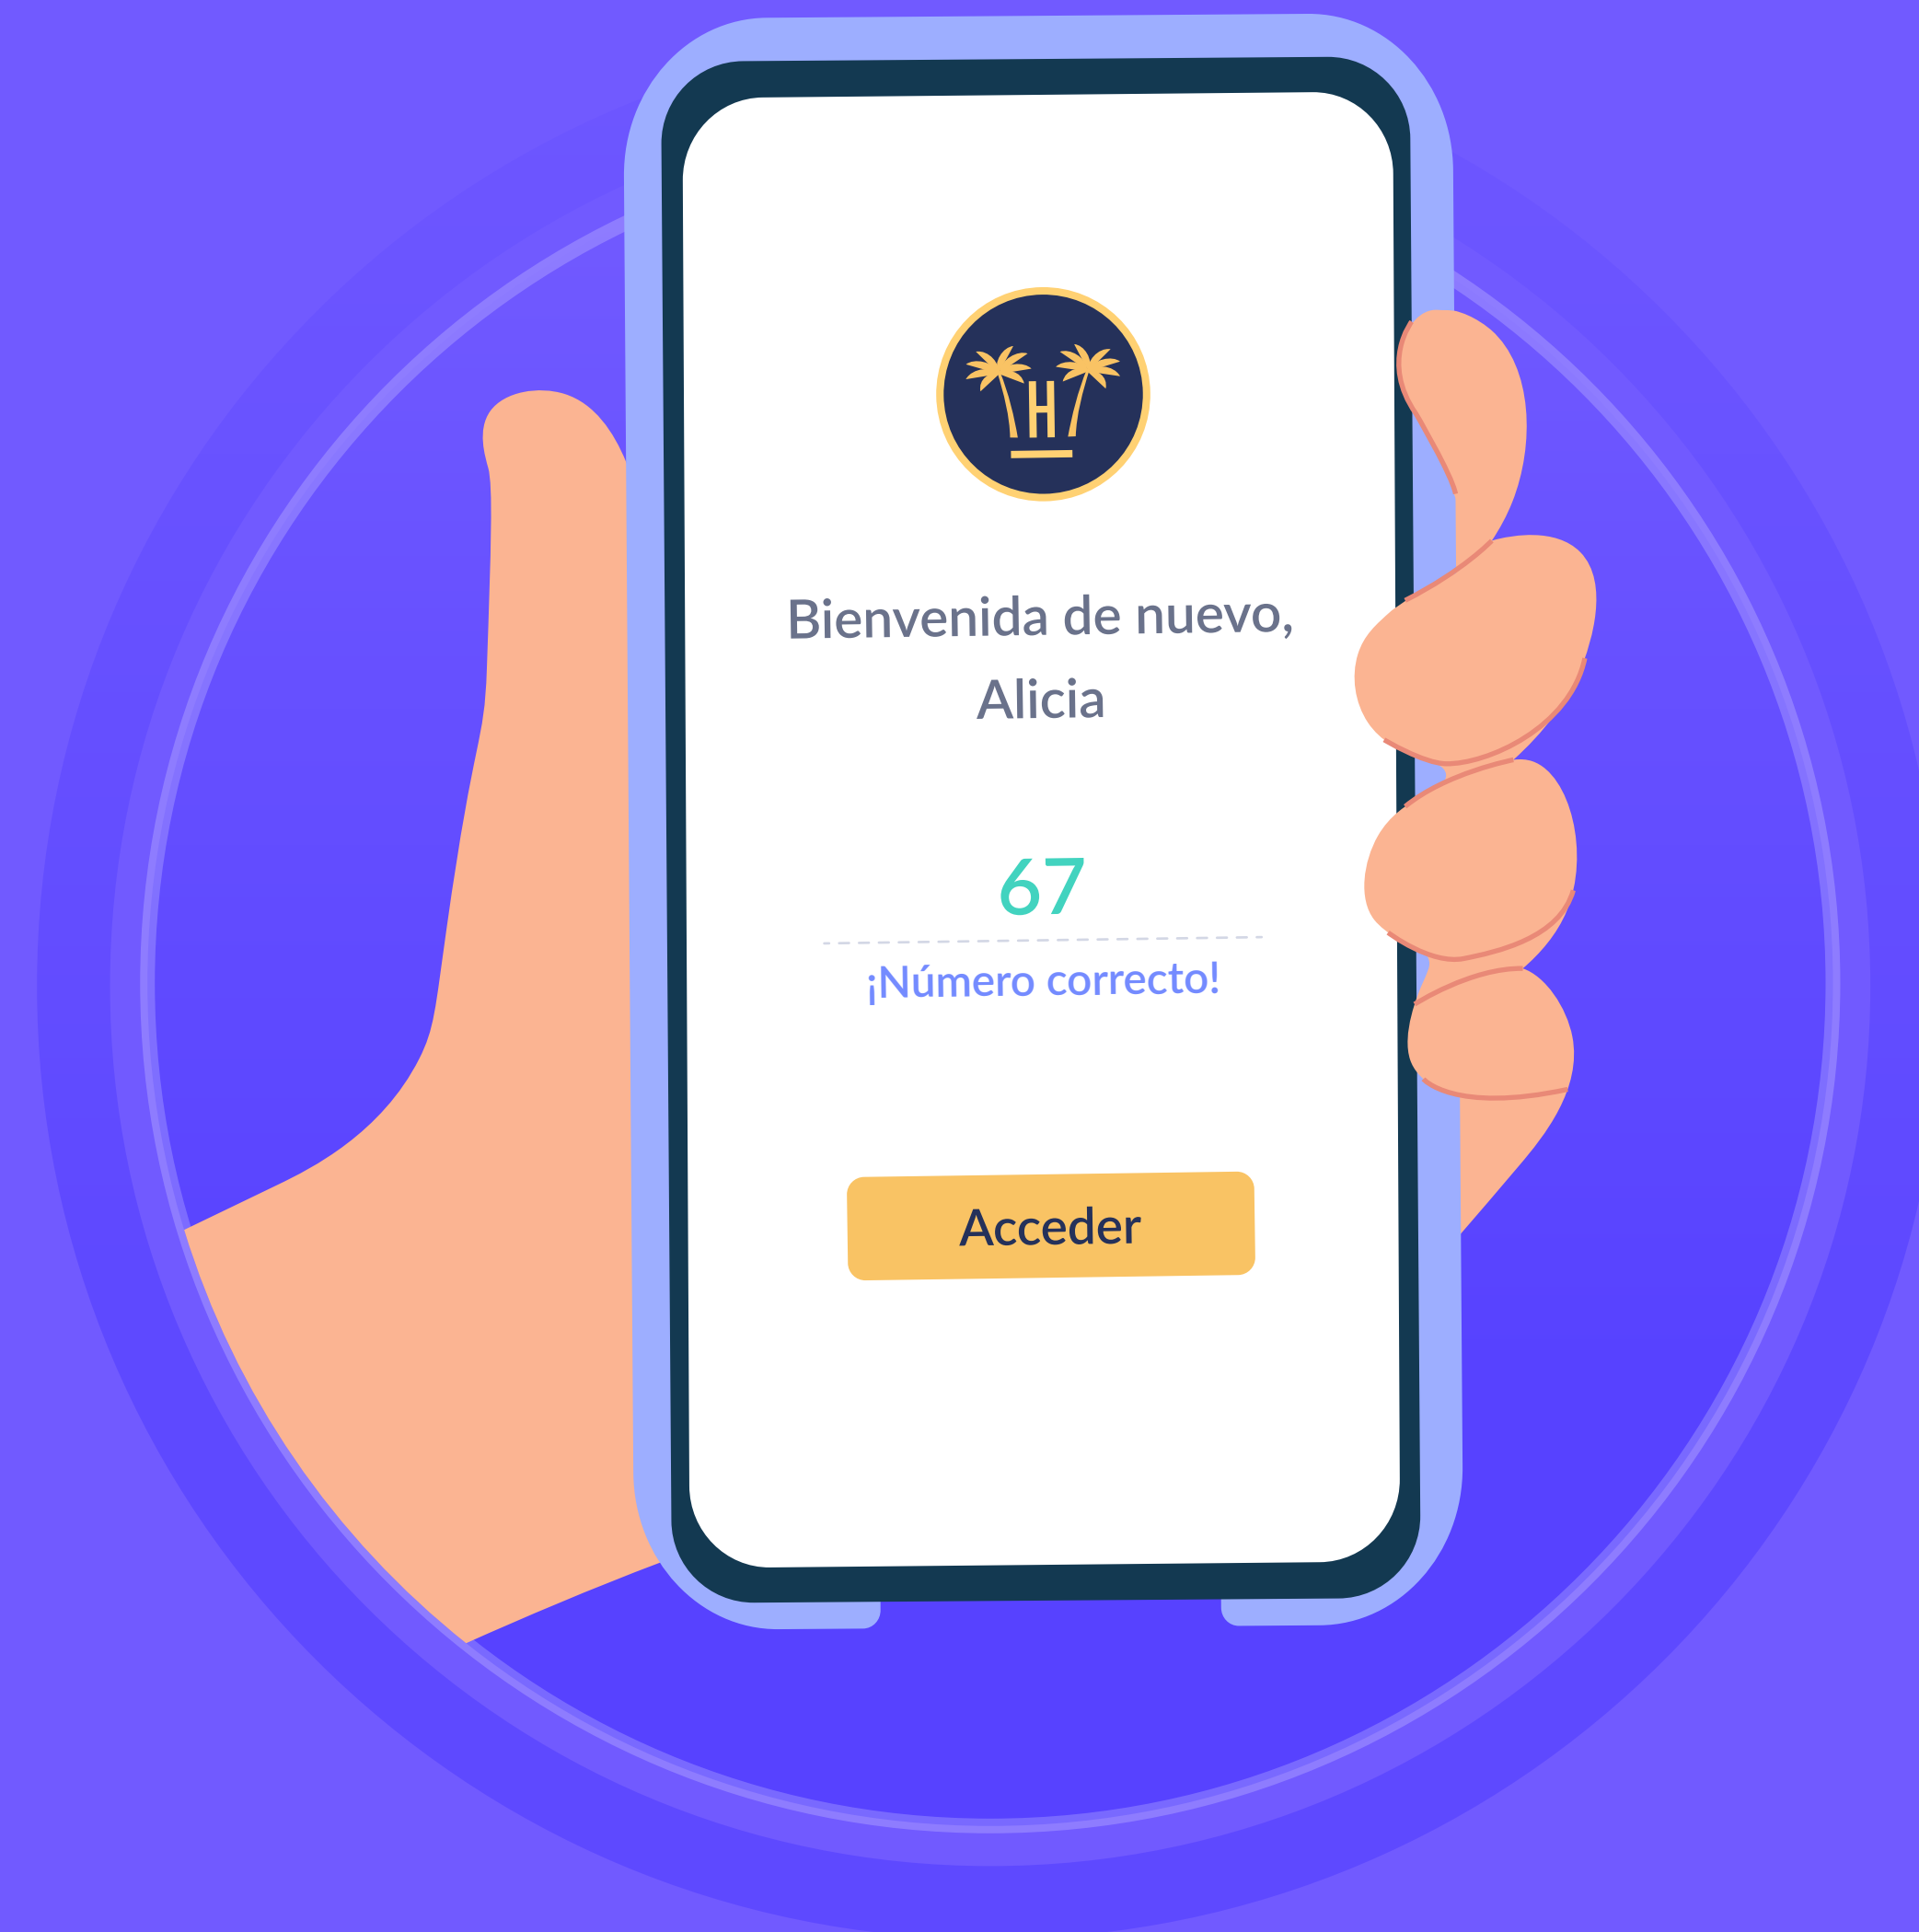 H
Bienvenida de nuevo,
Alicia
67
¡Número correcto!
Acceder